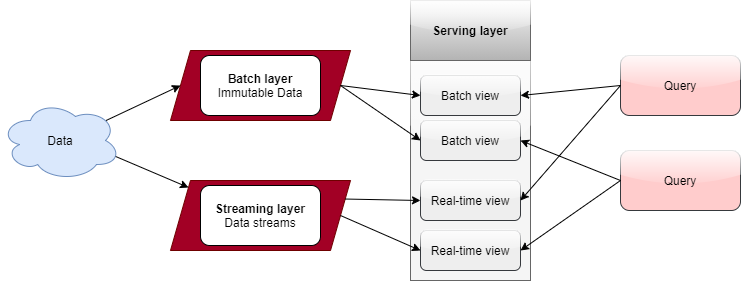 Serving layer
Batch layer
Immutable Data
Batch view
Query
Data
Batch view
Query
Streaming layer
Data streams
Real-time view
Real-time view